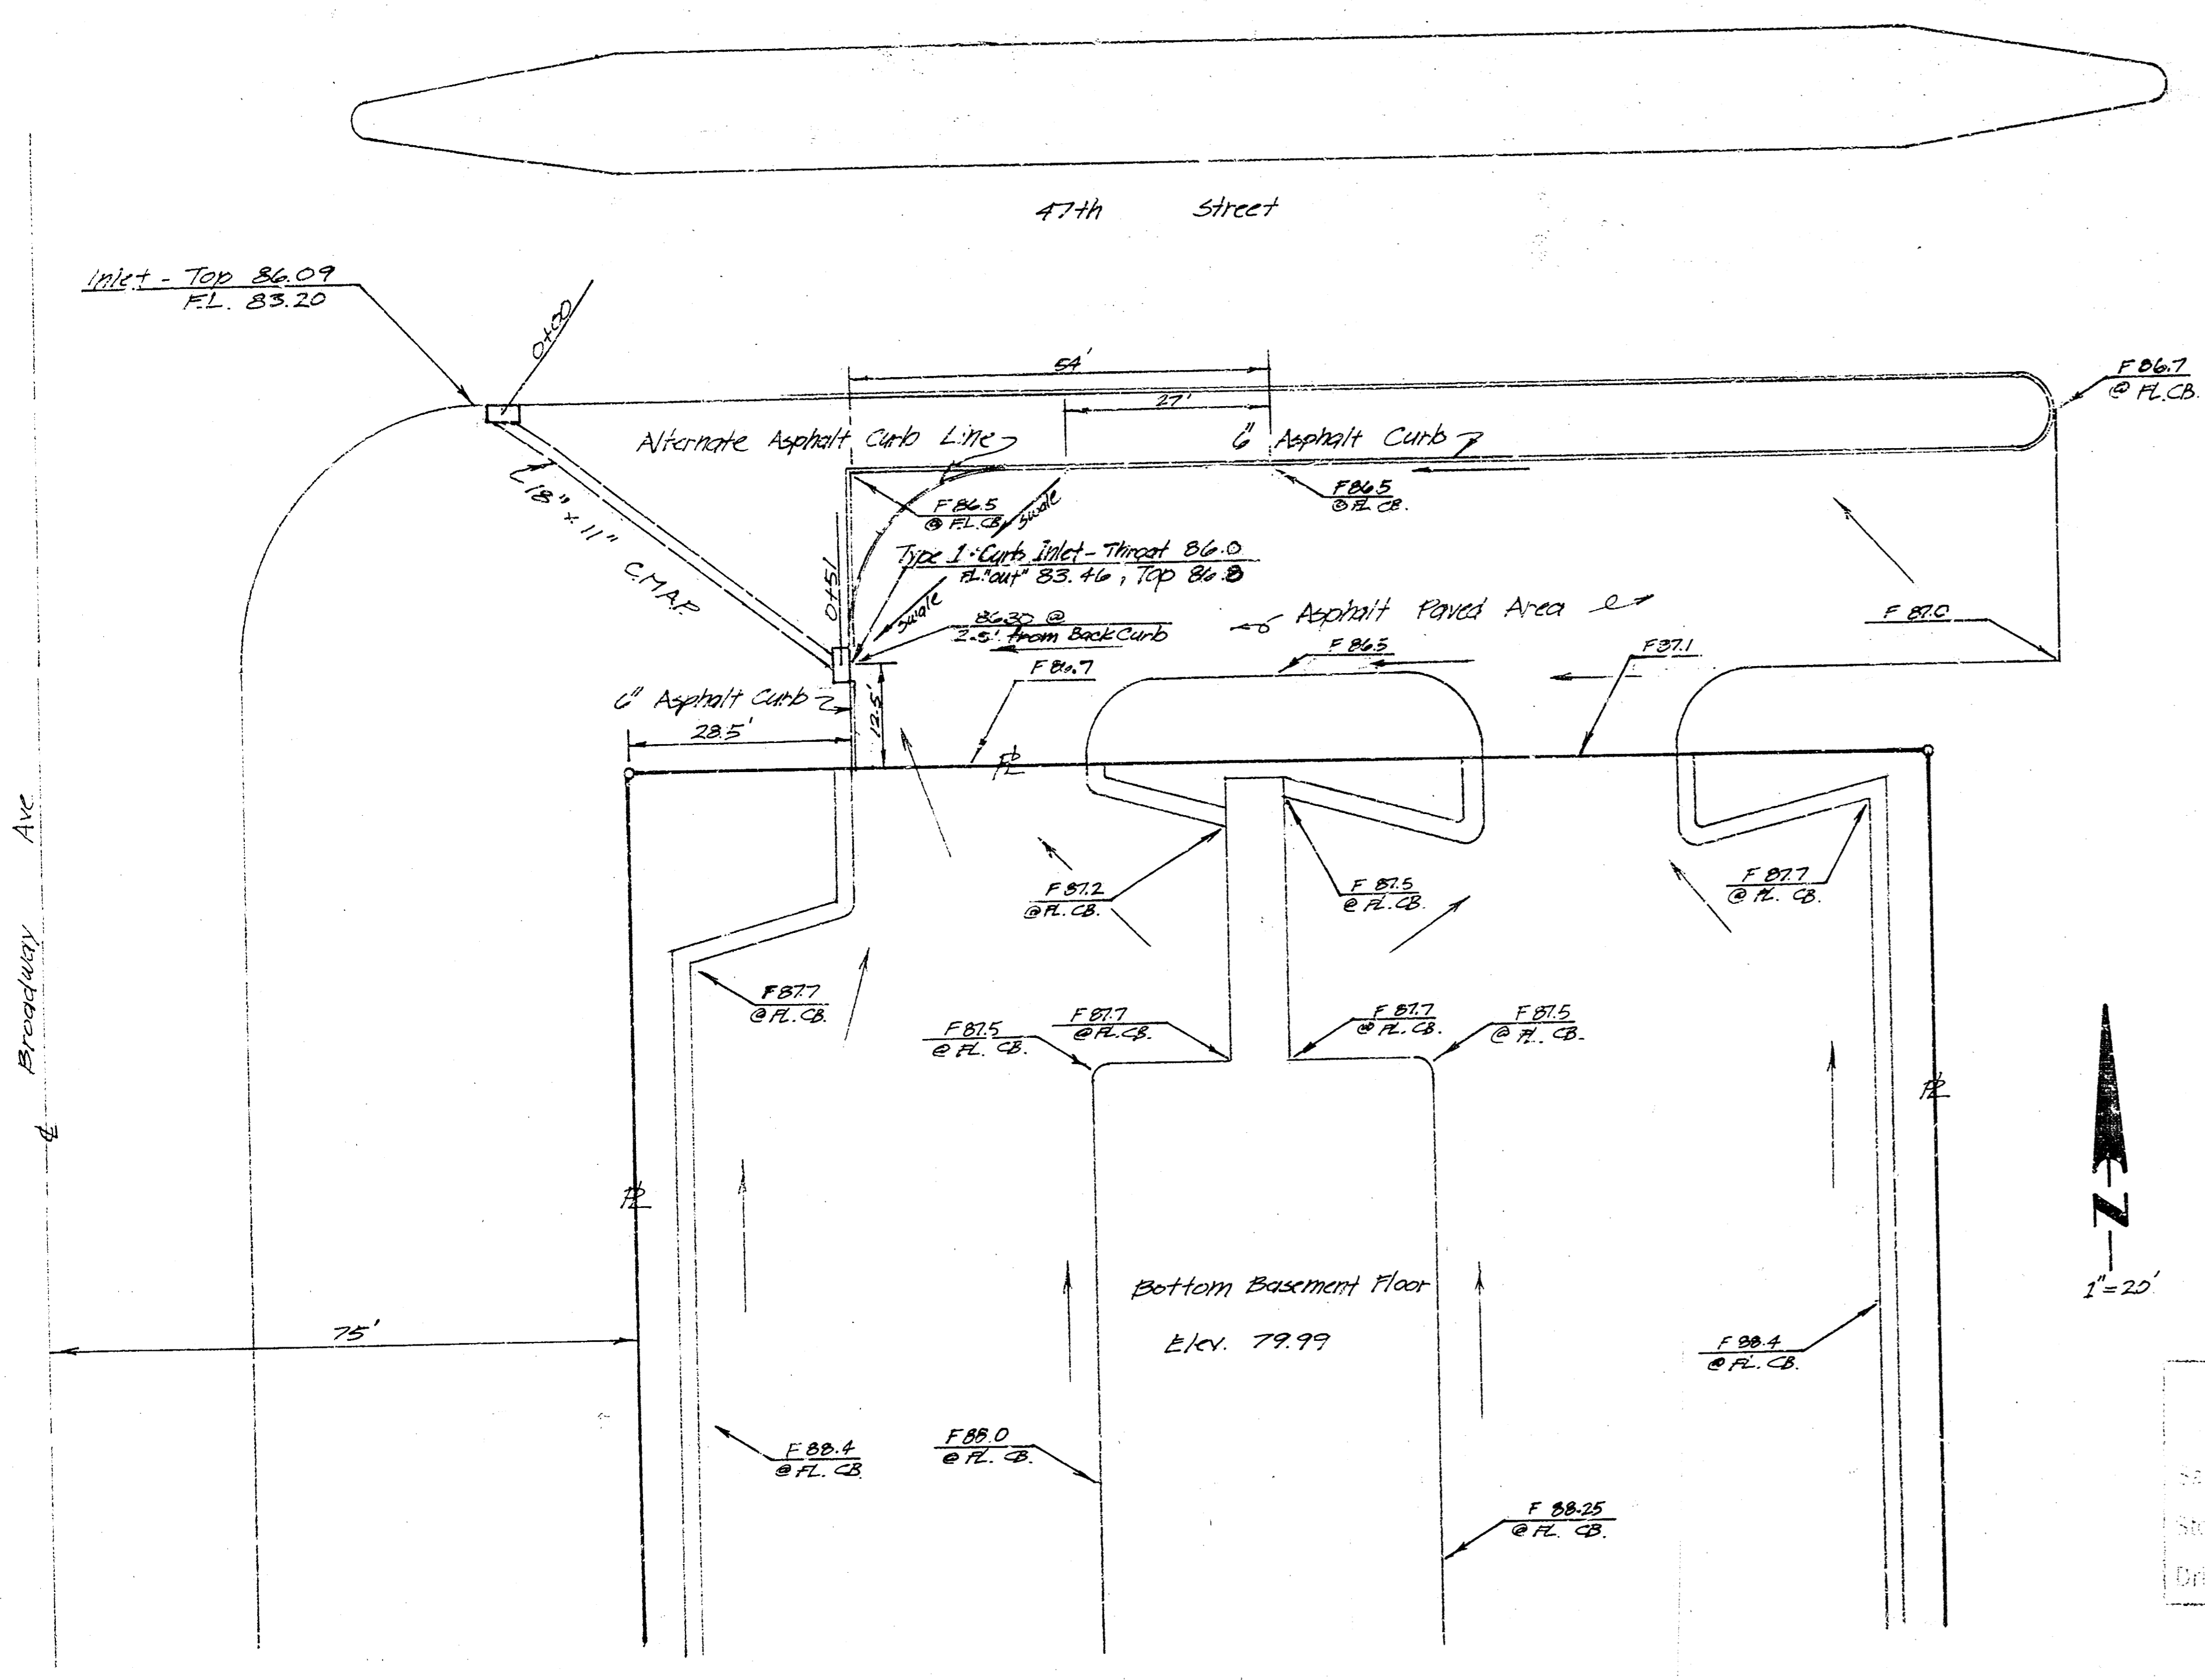 47th Street
Inlet - Top 86.09
F.L. 83.20
0+00
54'
27'
F 86.7
@ FL.CB.
Alternate Asphalt Curb Line
6" Asphalt Curb
18" x 11" C.M.A.P.
F 86.5
@ FL.CB.
Swale
F 86.5
@ FL. CB.
Type 1 Curb Inlet - Throat 86.0
FL. "out" 83.46, Top 86.8
0+51
Swale
86.30 @
2.5' from Back Curb
Asphalt Paved Area
F 87.0
F 86.5
F 87.1
F 86.7
6" Asphalt Curb
28.5'
12.5'
PL
Broadway Ave
F 87.2
@ FL. CB.
F 87.5
@ FL. CB.
F 87.7
@ FL. CB.
F 87.7
@ FL. CB.
F 87.5
@ FL. CB.
F 87.7
@ FL. CB.
F 87.7
@ FL. CB.
F 87.5
@ FL. CB.
PL
PL
N
1"=20'
Bottom Basement Floor
Elev. 79.99
75'
F 88.4
@ FL. CB.
F 88.4
@ FL. CB.
F 88.0
@ FL. CB.
F 88.25
@ FL. CB.